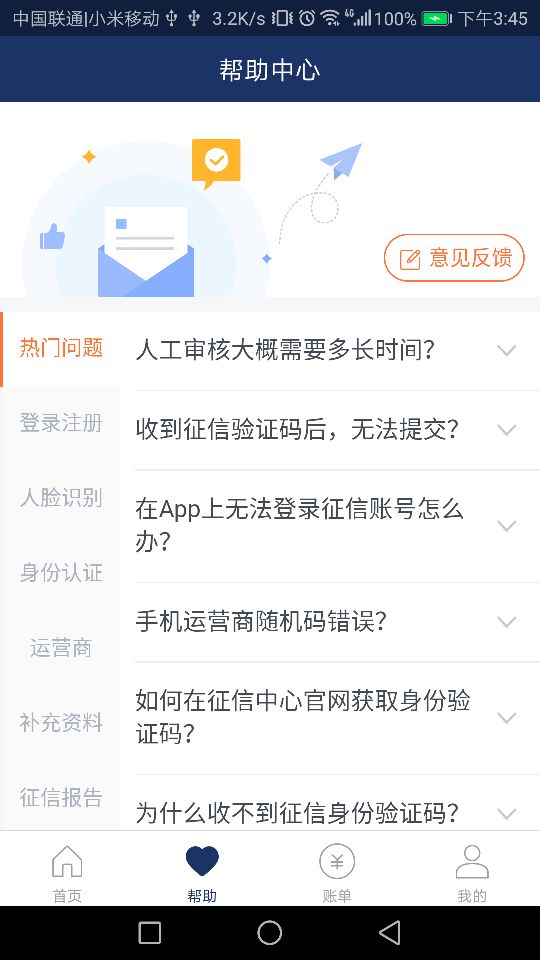 中国联通|小米移动 3.2K/s 4G 100% 下午3:45
帮助中心
意见反馈
热门问题
登录注册
人脸识别
身份认证
运营商
补充资料
征信报告
人工审核大概需要多长时间?
收到征信验证码后，无法提交?
在App上无法登录征信账号怎么
办?
手机运营商随机码错误?
如何在征信中心官网获取身份验
证码?
为什么收不到征信身份验证码?
首页
帮助
账单
我的